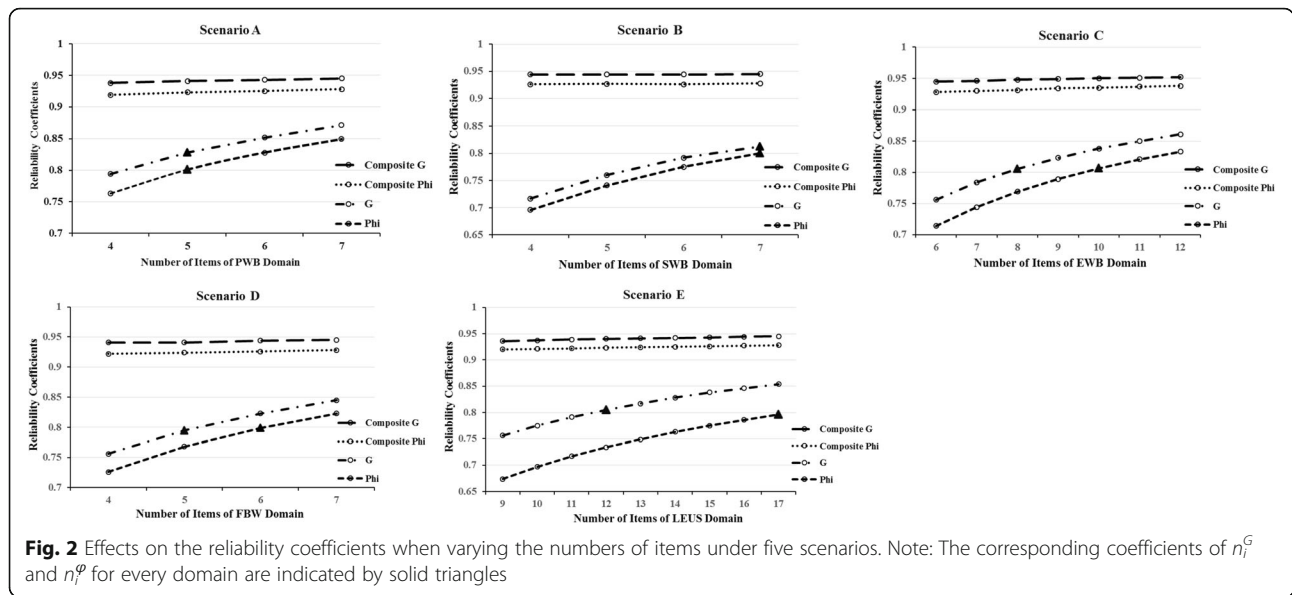 Scenario A
Reliability Coefficients
1
0.95
0.9
0.85
0.8
0.75
0.7
4 5 6 7
Number of Items of PWB Domain
Composite G
Composite Phi
G
Phi
Scenario B
Reliability Coefficients
1
0.95
0.9
0.85
0.8
0.75
0.7
0.65
4 5 6 7
Number of Items of SWB Domain
Composite G
Composite Phi
G
Phi
Scenario C
Reliability Coefficients
1
0.95
0.9
0.85
0.8
0.75
0.7
6 7 8 9 10 11 12
Number of Items of EWB Domain
Composite G
Composite Phi
G
Phi
Scenario D
Reliability Coefficients
1
0.95
0.9
0.85
0.8
0.75
0.7
4 5 6 7
Number of Items of FBW Domain
Composite G
Composite Phi
G
Phi
Scenario E
Reliability Coefficients
1
0.95
0.9
0.85
0.8
0.75
0.7
0.65
9 10 11 12 13 14 15 16 17
Number of Items of LEUS Domain
Composite G
Composite Phi
G
Phi
Fig. 2 Effects on the reliability coefficients when varying the numbers of items under five scenarios. Note: The corresponding coefficients of n_i^G
and n_i^φ for every domain are indicated by solid triangles